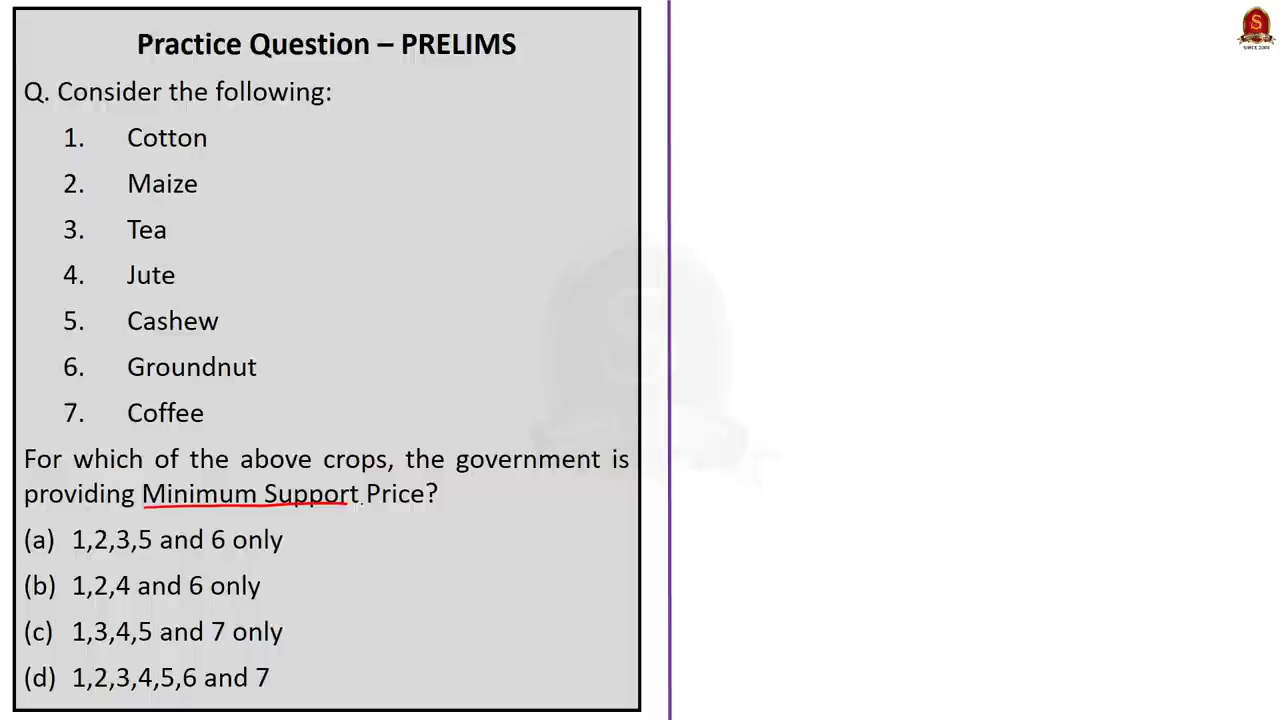 Practice Question – PRELIMS
Q. Consider the following:
1. Cotton
2. Maize
3. Tea
4. Jute
5. Cashew
6. Groundnut
7. Coffee
For which of the above crops, the government is
providing Minimum Support Price?
(a) 1,2,3,5 and 6 only
(b) 1,2,4 and 6 only
(c) 1,3,4,5 and 7 only
(d) 1,2,3,4,5,6 and 7
S
SINCE 2004